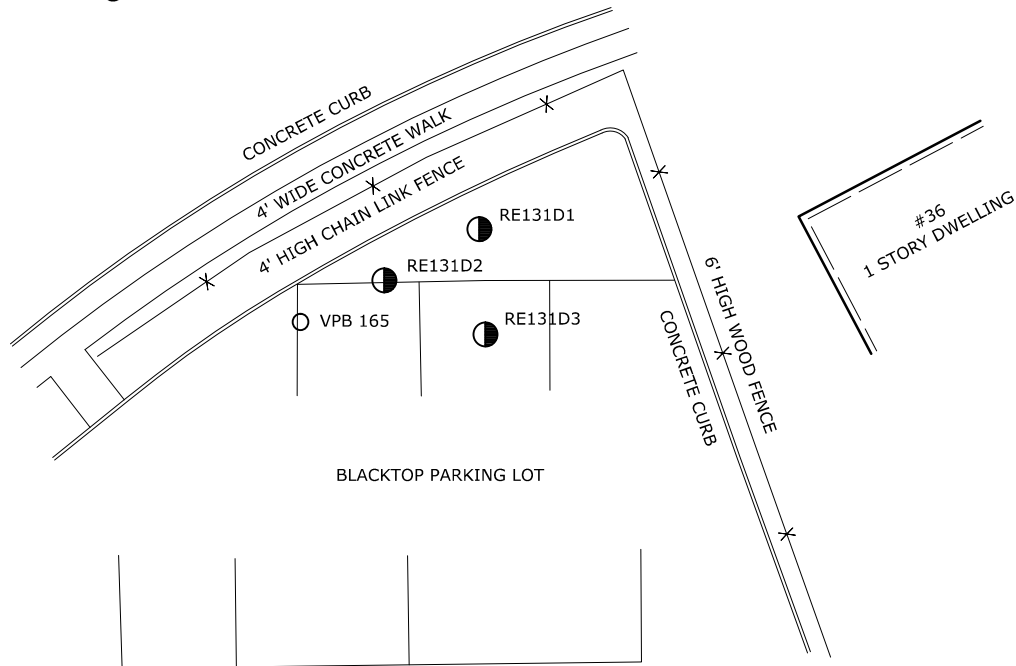 CONCRETE CURB
4' WIDE CONCRETE WALK
4' HIGH CHAIN LINK FENCE
RE131D1
#36
1 STORY DWELLING
RE131D2
6' HIGH WOOD FENCE
VPB 165
RE131D3
CONCRETE CURB
BLACKTOP PARKING LOT